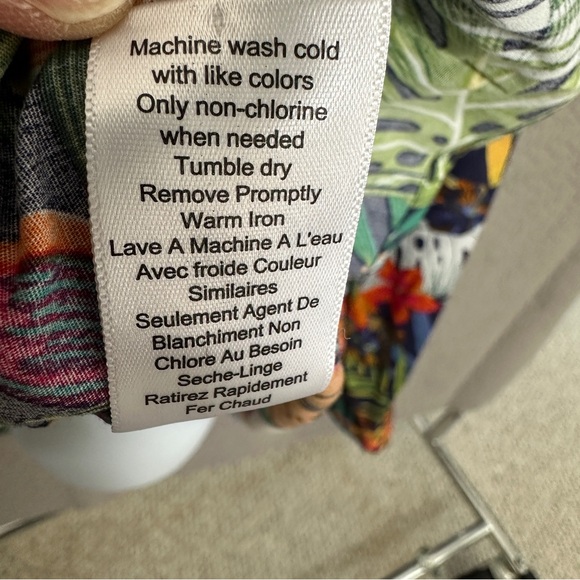 Machine wash cold
with like colors
Only non-chlorine
when needed
Tumble dry
Remove Promptly
Warm Iron
Lave A Machine A L'eau
Avec froide Couleur
Similaires
Seulement Agent De
Blanchiment Non
Chlore Au Besoin
Seche-Linge
Ratirez Rapidement
Fer Chaud